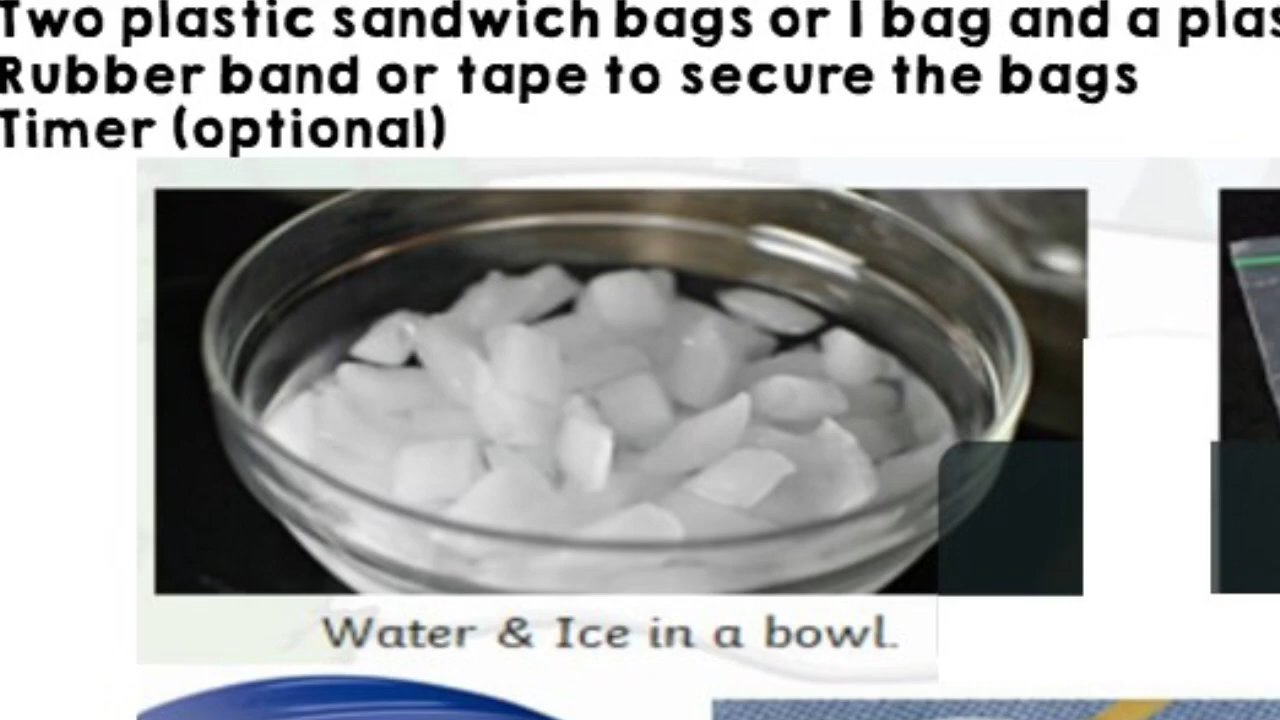 Two plastic sandwich bags or 1 bag and a
Rubber band or tape to secure the bags
Timer (optional)
Water & Ice in a bowl.